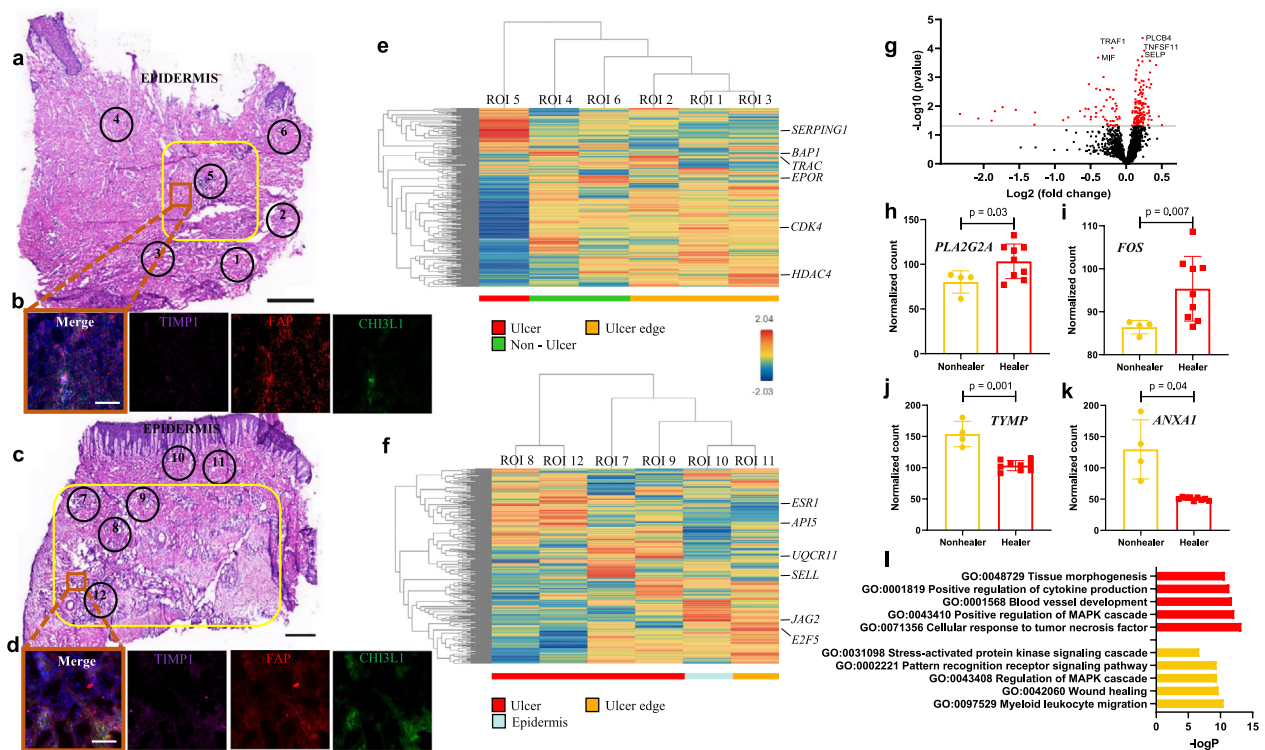 a
EPIDERMIS
4
6
5
2
3
1
b
Merge
TIMP1
FAP
CHI3L1
c
EPIDERMIS
10
11
7
9
8
12
d
Merge
TIMP1
FAP
CHI3L1
e
ROI 5 ROI 4 ROI 6 ROI 2 ROI 1 ROI 3
SERPING1
BAP1
TRAC
EPOR
CDK4
HDAC4
Ulcer
Ulcer edge
Non - Ulcer
2.04
-2.03
f
ROI 8 ROI 12 ROI 7 ROI 9 ROI 10 ROI 11
ESR1
API5
UQCR11
SELL
JAG2
E2F5
Ulcer
Ulcer edge
Epidermis
g
-Log10 (pvalue)
5
4
3
2
1
0
TRAF1
MIF
PLCB4
TNFSF11
SELP
-2.0 -1.5 -1.0 -0.5 0.0 0.5
Log2 (fold change)
h
p = 0.03
PLA2G2A
Normalized count
150
100
50
0
Nonhealer Healer
i
p = 0.007
FOS
Normalized count
110
100
90
80
Nonhealer Healer
j
p = 0.001
TYMP
Normalized count
200
150
100
50
0
Nonhealer Healer
k
p = 0.04
ANXA1
Normalized count
200
150
100
50
0
Nonhealer Healer
l
GO:0048729 Tissue morphogenesis
GO:0001819 Positive regulation of cytokine production
GO:0001568 Blood vessel development
GO:0043410 Positive regulation of MAPK cascade
GO:0071356 Cellular response to tumor necrosis factor
GO:0031098 Stress-activated protein kinase signaling cascade
GO:0002221 Pattern recognition receptor signaling pathway
GO:0043408 Regulation of MAPK cascade
GO:0042060 Wound healing
GO:0097529 Myeloid leukocyte migration
0 5 10 15
-logP